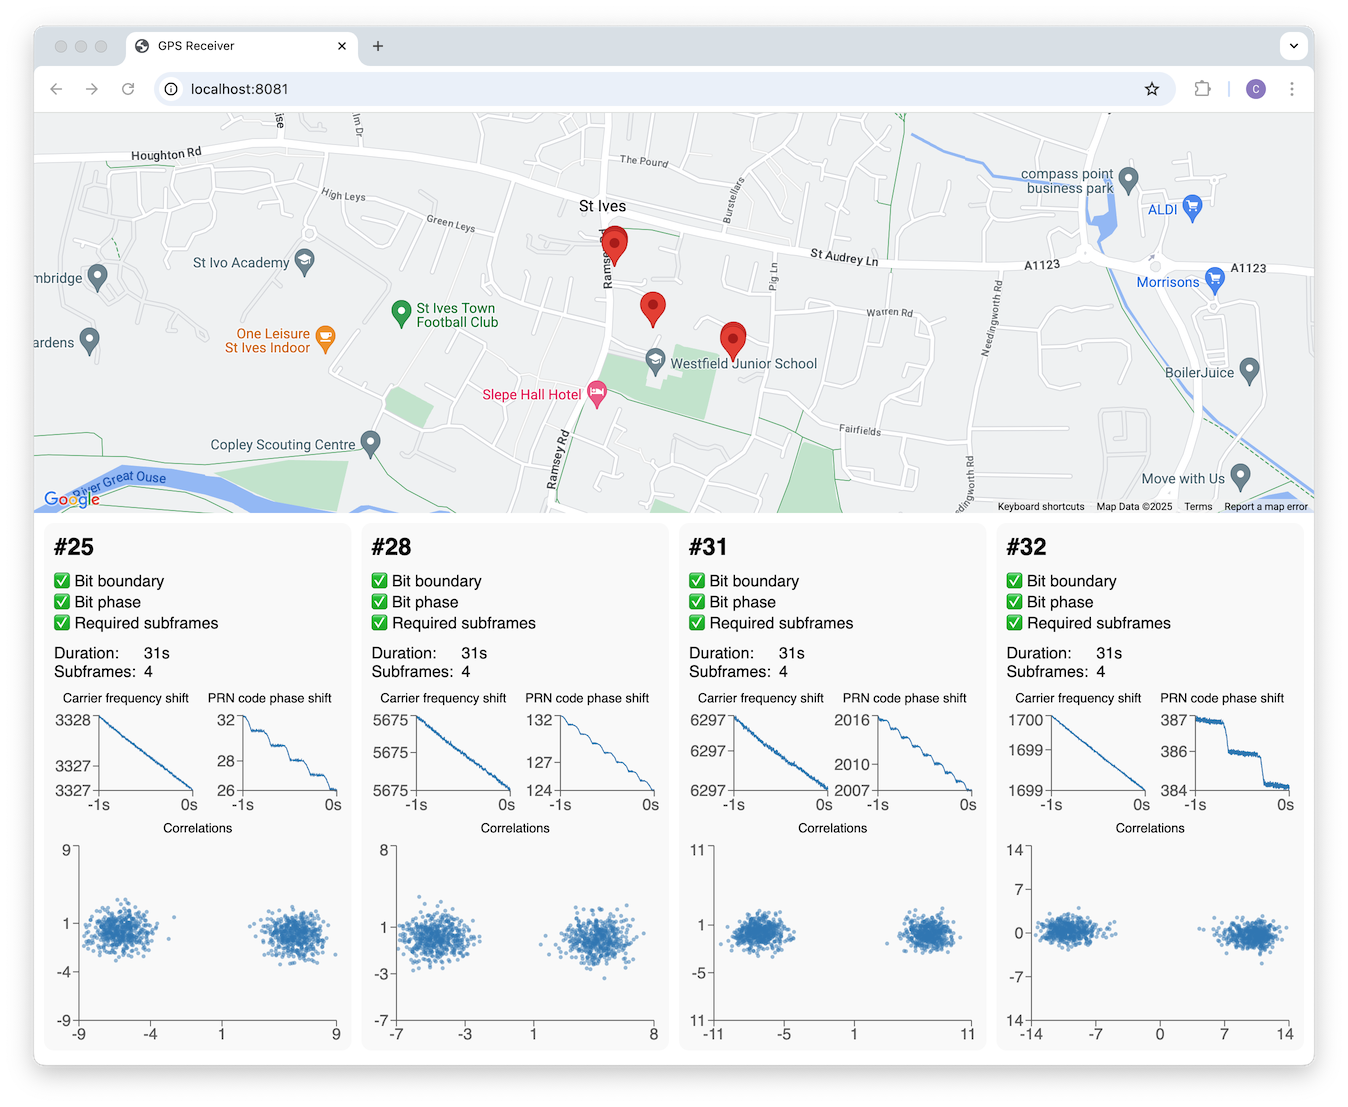 GPS Receiver
localhost:8081
C
Houghton Rd
lm Dr
The Pound
High Leys
Green Leys
Burstellars
St Ives
compass point
business park
ALDI
St Ivo Academy
Ramsey Rd
St Audrey Ln
A1123
A1123
mbridge
Pig Ln
Morrisons
St Ives Town
Football Club
Warren Rd
Needingworth Rd
One Leisure
St Ives Indoor
ardens
Westfield Junior School
BoilerJuice
Slepe Hall Hotel
Fairfields
Copley Scouting Centre
Ramsey Rd
River Great Ouse
Move with Us
edingworth Rd
Google
Keyboard shortcuts Map Data ©2025 Terms Report a map error
#25
Bit boundary
Bit phase
Required subframes
Duration: 31s
Subframes: 4
Carrier frequency shift
3328
3327
3327
-1s 0s
PRN code phase shift
32
28
26
-1s 0s
Correlations
9
1
-4
-9
-9 -4 1 9
#28
Bit boundary
Bit phase
Required subframes
Duration: 31s
Subframes: 4
Carrier frequency shift
5675
5675
5675
-1s 0s
PRN code phase shift
132
127
124
-1s 0s
Correlations
8
1
-3
-7
-7 -3 1 8
#31
Bit boundary
Bit phase
Required subframes
Duration: 31s
Subframes: 4
Carrier frequency shift
6297
6297
6297
-1s 0s
PRN code phase shift
2016
2010
2007
-1s 0s
Correlations
11
1
-5
11
-11 -5 1 11
#32
Bit boundary
Bit phase
Required subframes
Duration: 31s
Subframes: 4
Carrier frequency shift
1700
1699
1699
-1s 0s
PRN code phase shift
387
386
384
-1s 0s
Correlations
14
7
0
-7
14
-14 -7 0 7 14